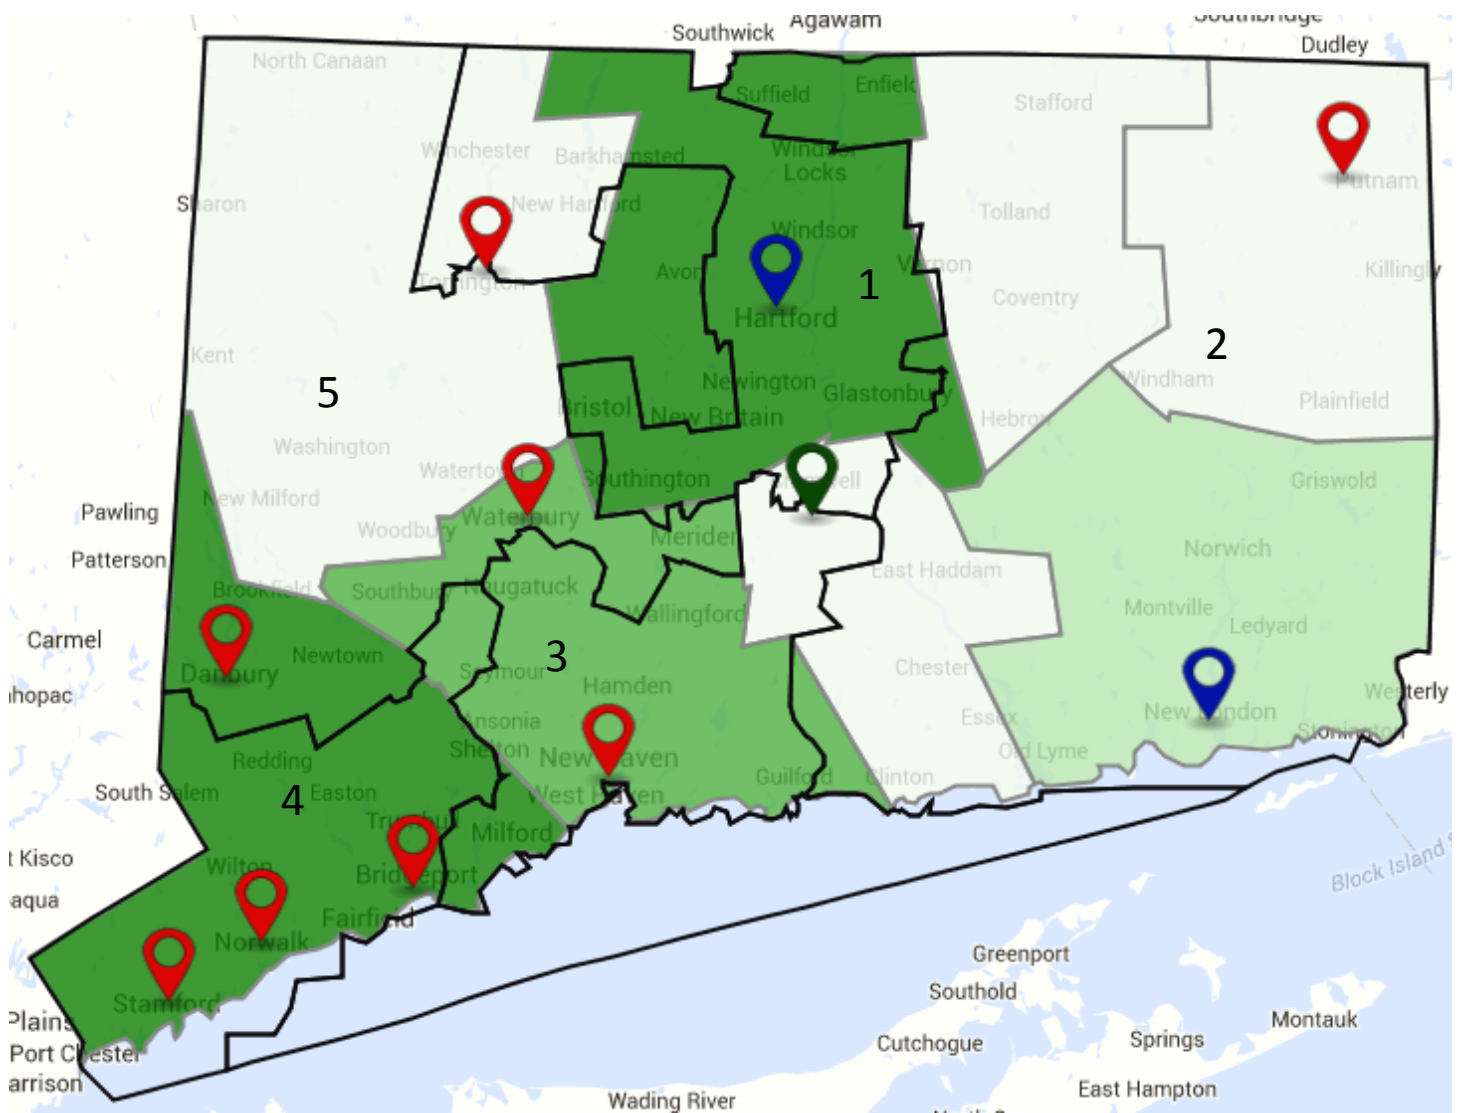 Agawam
Southbridge
Southwick
Dudley
North Canaan
Suffield
Enfield
Stafford
Winchester
Barkhamsted
Windsor
Locks
Putnam
Sharon
New Hartford
Tolland
Windsor
Avon
Vernon
Killingly
Torrington
1
Coventry
Hartford
2
Kent
5
Newington
Glastonbury
Windham
Plainfield
Bristol
New Britain
Hebron
Washington
Watertown
Southington
Griswold
New Milford
Pawling
Waterbury
Woodbury
Meriden
Norwich
Patterson
East Haddam
Brookfield
Southbury
Naugatuck
Wallingford
Montville
Ledyard
Carmel
Newtown
3
Danbury
Seymour
Hamden
Chester
Westerly
New London
Essex
Ansonia
Stonington
Shelton
New Haven
Old Lyme
Redding
Guilford
Clinton
South Salem
4
Easton
West Haven
Trumbull
Milford
t Kisco
Wilton
Bridgeport
Block Island
aqua
Fairfield
Norwalk
Greenport
Southold
Stamford
Plains
Montauk
Port Chester
Cutchogue
Springs
arrison
Wading River
East Hampton